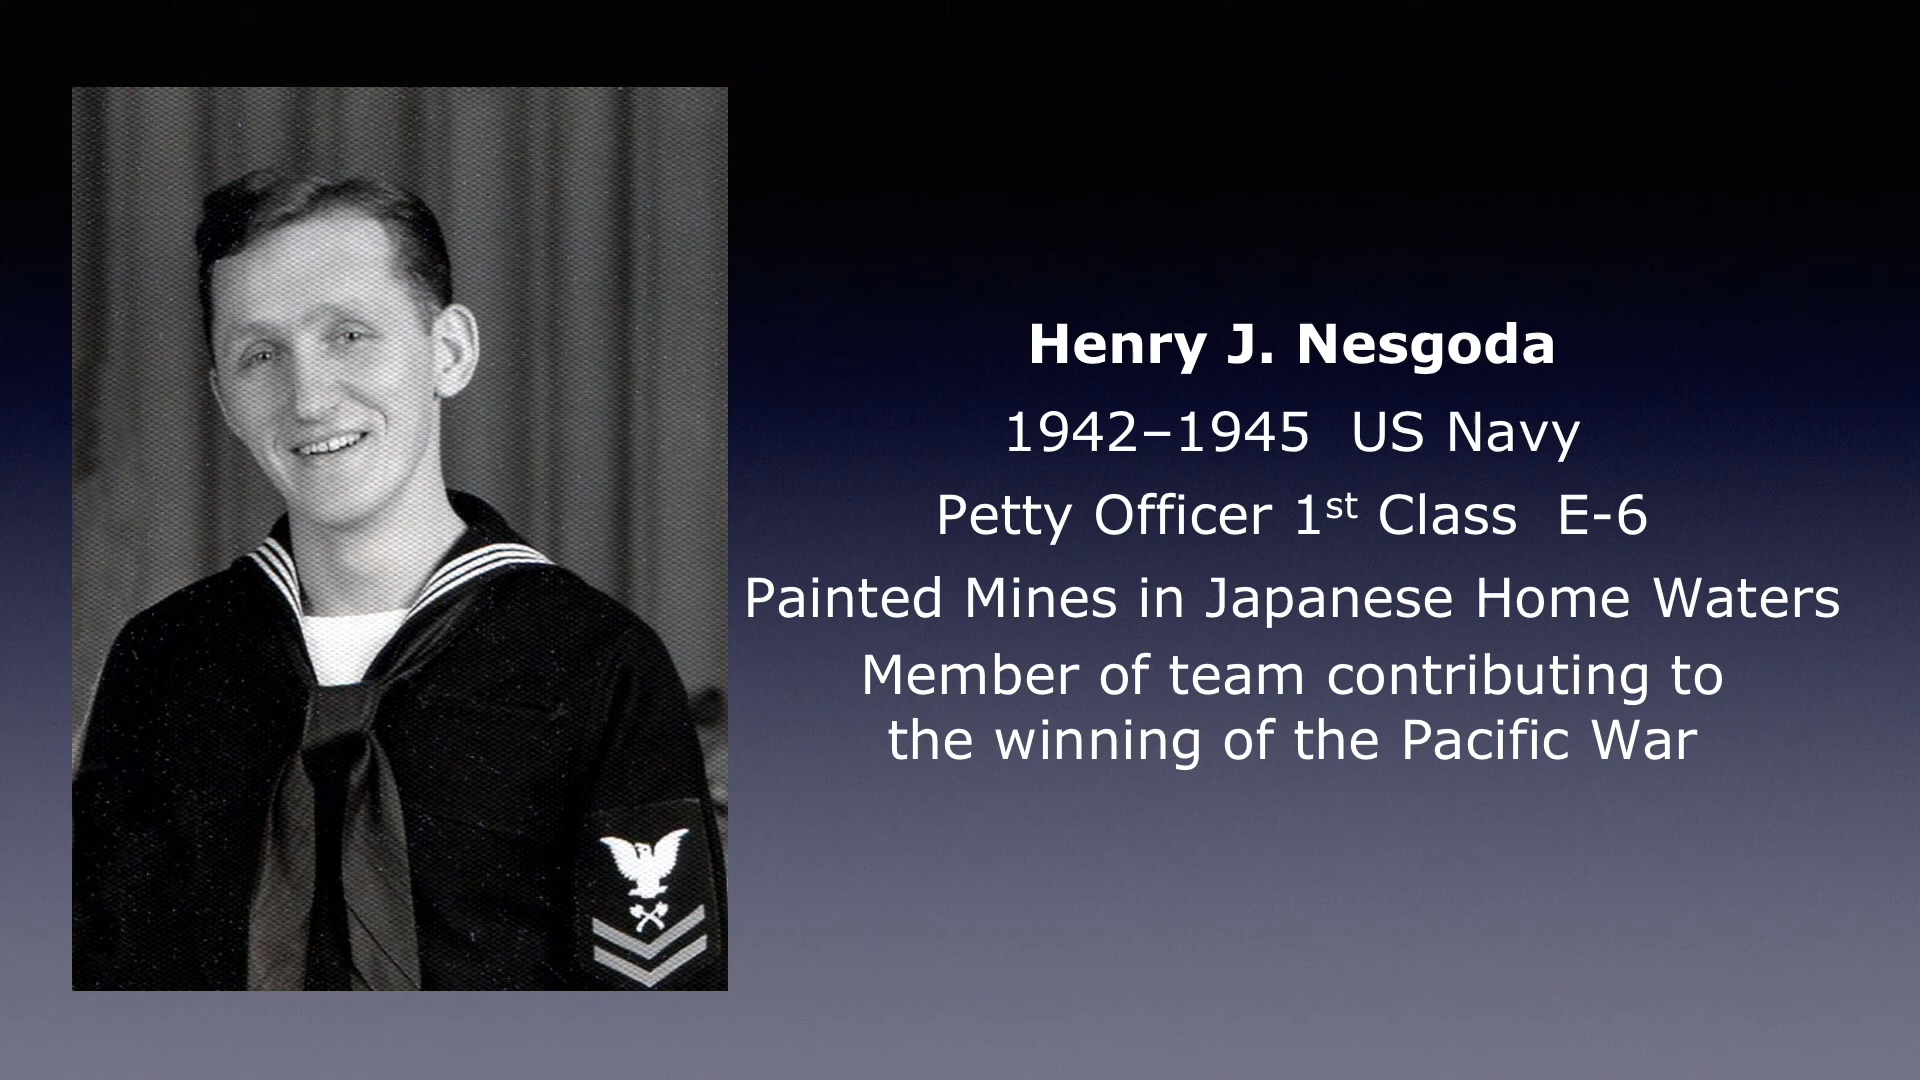 Henry J. Nesgoda
1942–1945 US Navy
Petty Officer 1st Class E-6
Painted Mines in Japanese Home Waters
Member of team contributing to
the winning of the Pacific War